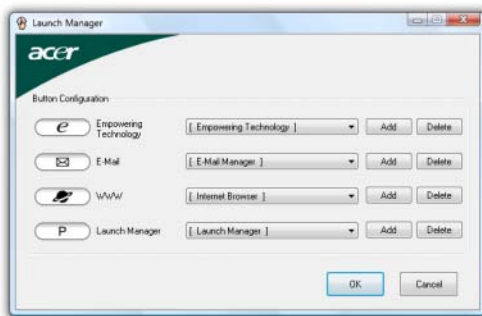 Launch Manager
acer
Button Configuration
e Empowering Technology [ Empowering Technology ] Add Delete
E-Mail [ E-Mail Manager ] Add Delete
WWW [ Internet Browser ] Add Delete
P Launch Manager [ Launch Manager ] Add Delete
OK Cancel